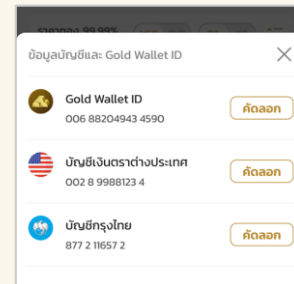 ราคาทอง 99.99%
ข้อมูลบัญชีและ Gold Wallet ID
Gold Wallet ID
006 88204943 4590
คัดลอก
บัญชีเงินตราต่างประเทศ
002 8 9988123 4
คัดลอก
บัญชีกรุงไทย
877 2 11657 2
คัดลอก